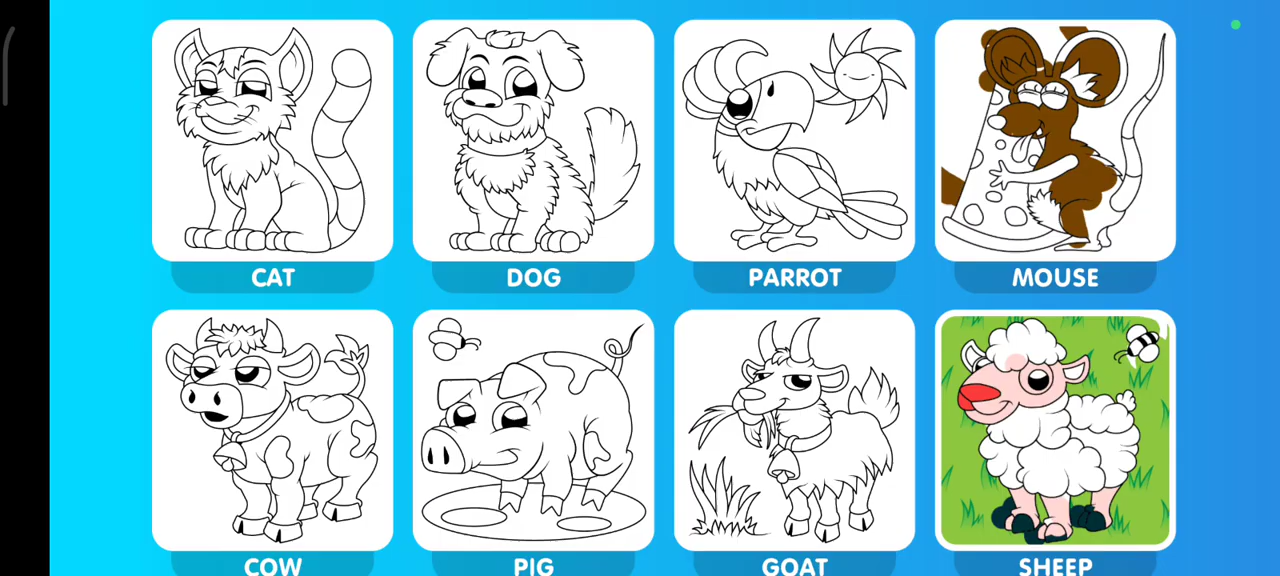 CAT
DOG
PARROT
MOUSE
COW
PIG
GOAT
SHEEP